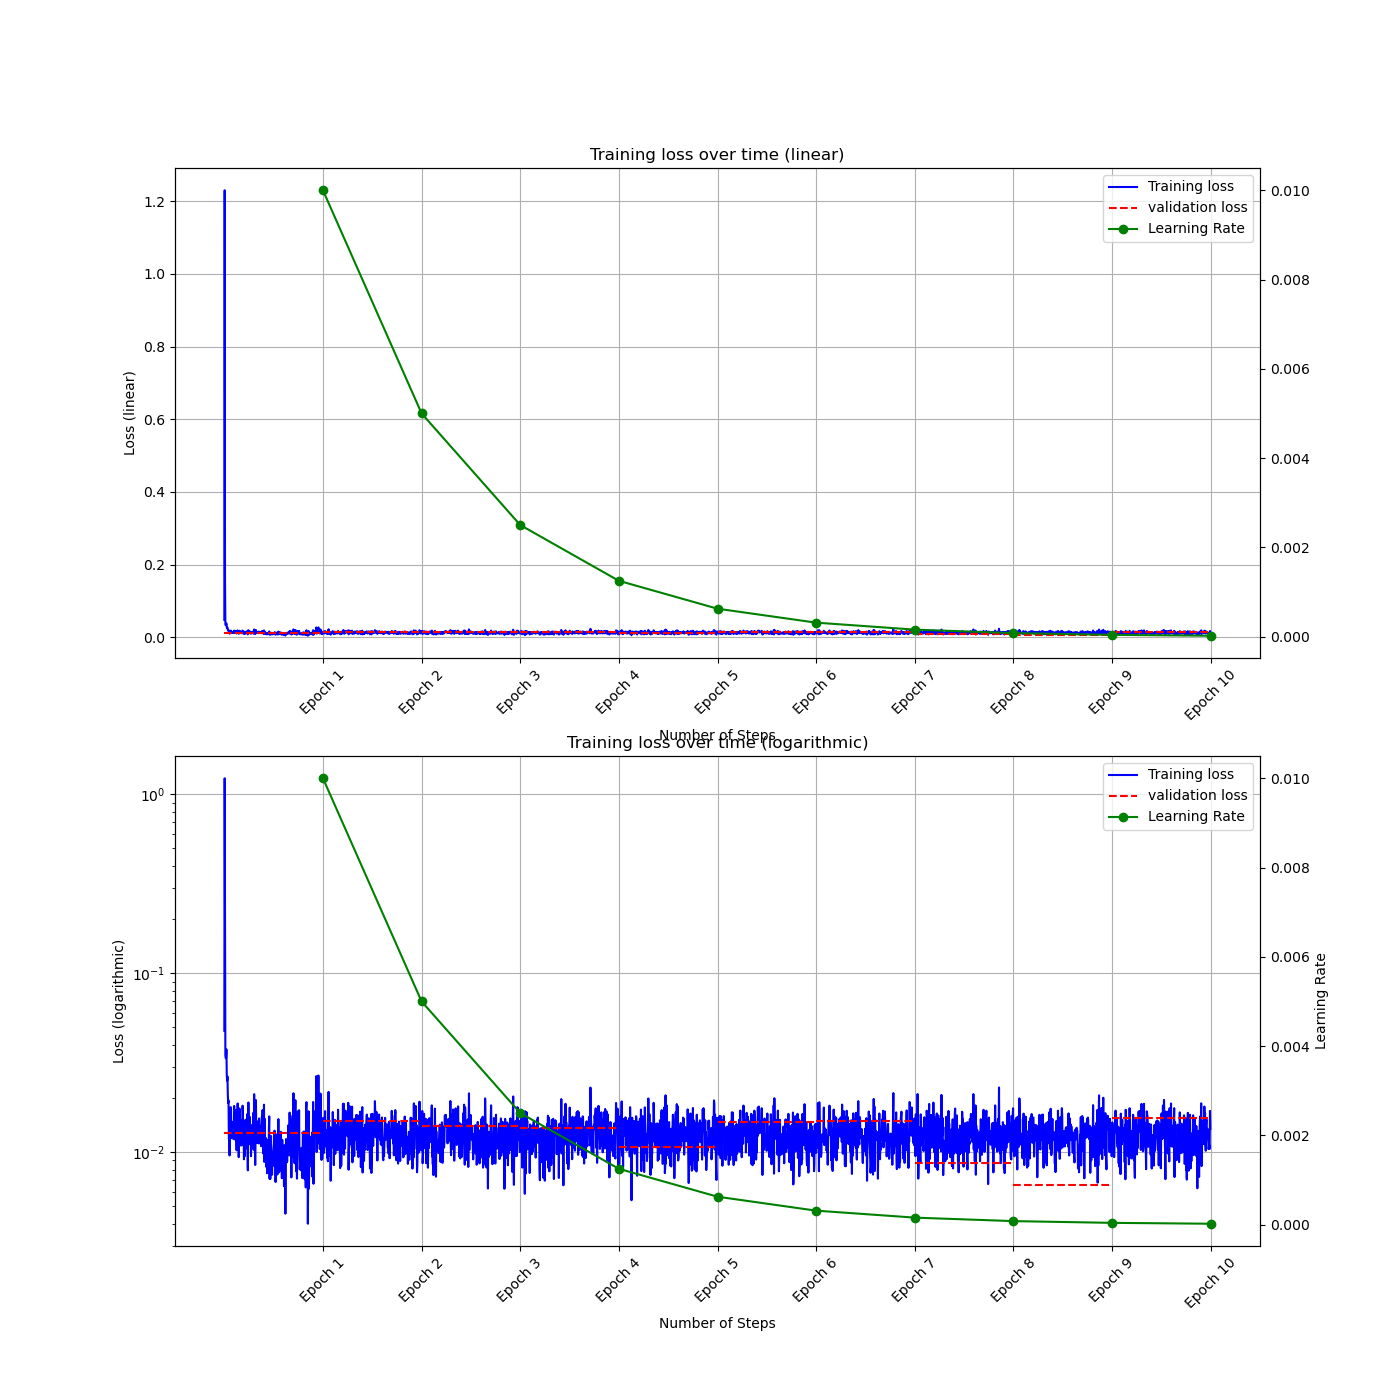 Training loss over time (linear)
Training loss
validation loss
Learning Rate
Loss (linear)
1.2
1.0
0.8
0.6
0.4
0.2
0.0
0.010
0.008
0.006
0.004
0.002
0.000
Epoch 1
Epoch 2
Epoch 3
Epoch 4
Epoch 5
Epoch 6
Epoch 7
Epoch 8
Epoch 9
Epoch 10
Number of Steps
Training loss over time (logarithmic)
Training loss
validation loss
Learning Rate
Loss (logarithmic)
10⁰
10⁻¹
10⁻²
0.010
0.008
0.006
0.004
0.002
0.000
Learning Rate
Epoch 1
Epoch 2
Epoch 3
Epoch 4
Epoch 5
Epoch 6
Epoch 7
Epoch 8
Epoch 9
Epoch 10
Number of Steps